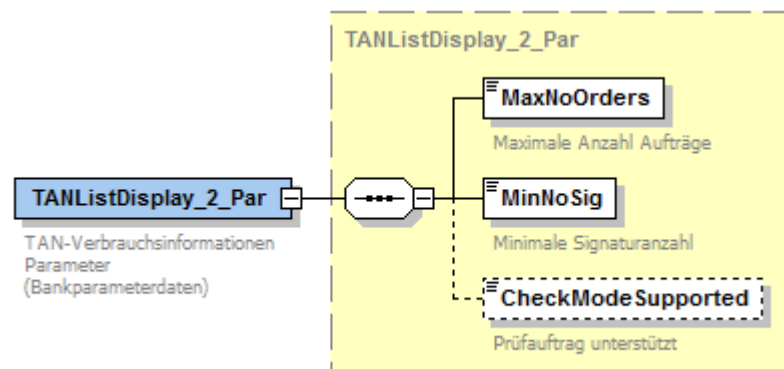 TANListDisplay_2_Par
MaxNoOrders
Maximale Anzahl Aufträge
TANListDisplay_2_Par
TAN-Verbrauchsinformationen
Parameter
(Bankparameterdaten)
MinNoSig
Minimale Signaturanzahl
CheckModeSupported
Prüfauftrag unterstützt